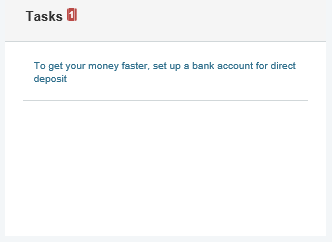 Tasks 1
To get your money faster, set up a bank account for direct
deposit